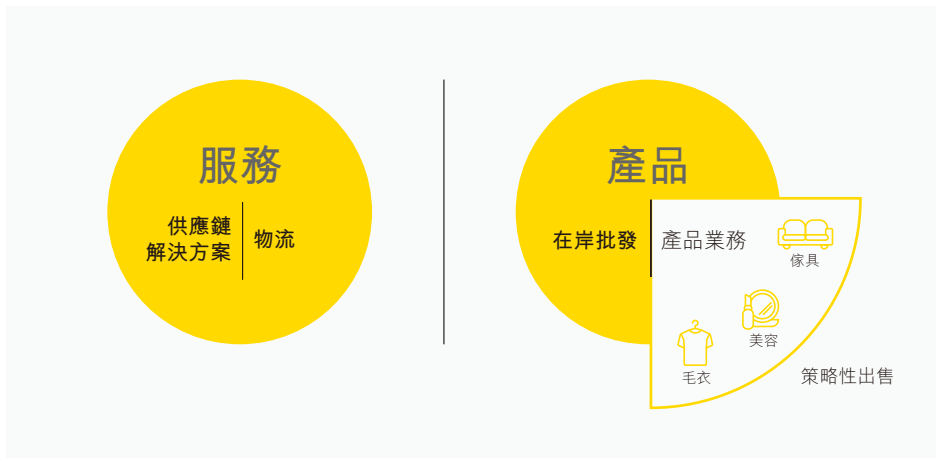 服務
供應鏈
解決方案
物流
產品
在岸批發
產品業務
傢具
美容
毛衣
策略性出售